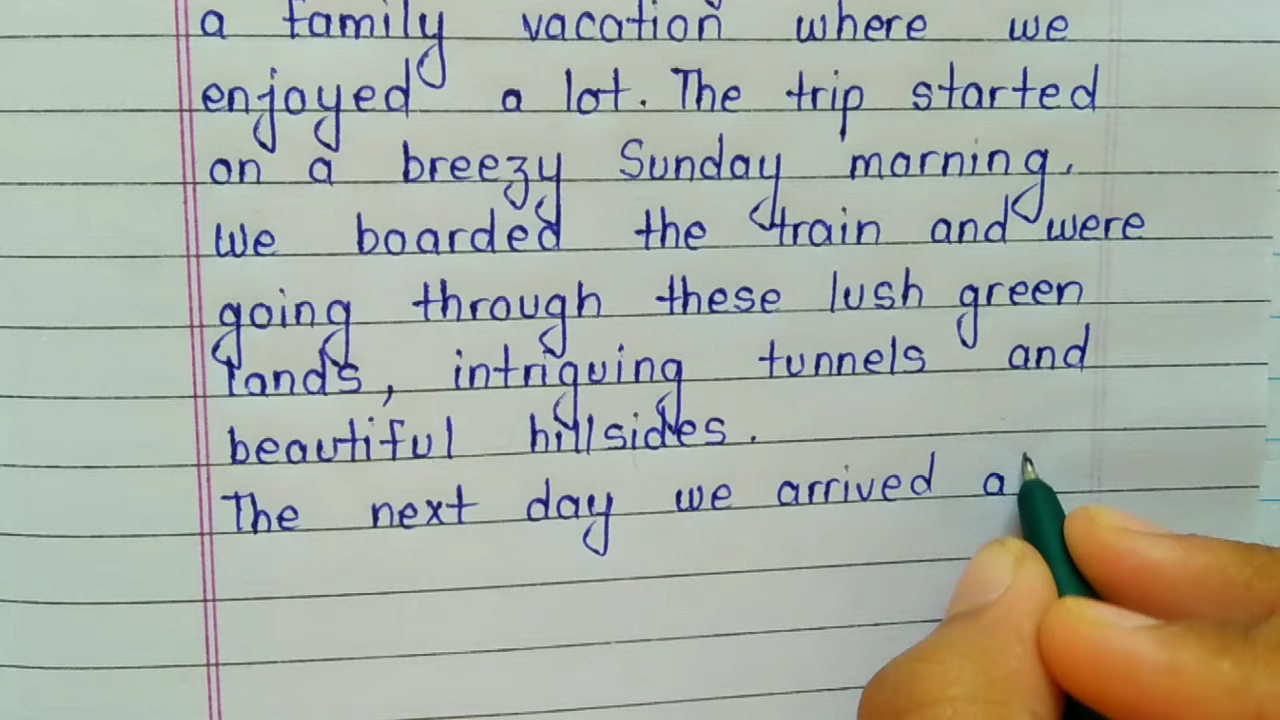 a family vacation where we
enjoyed a lot. The trip started
on a breezy Sunday morning.
We boarded the train and were
going through these lush green
lands, intriguing tunnels and
beautiful hillsides.
The next day we arrived a